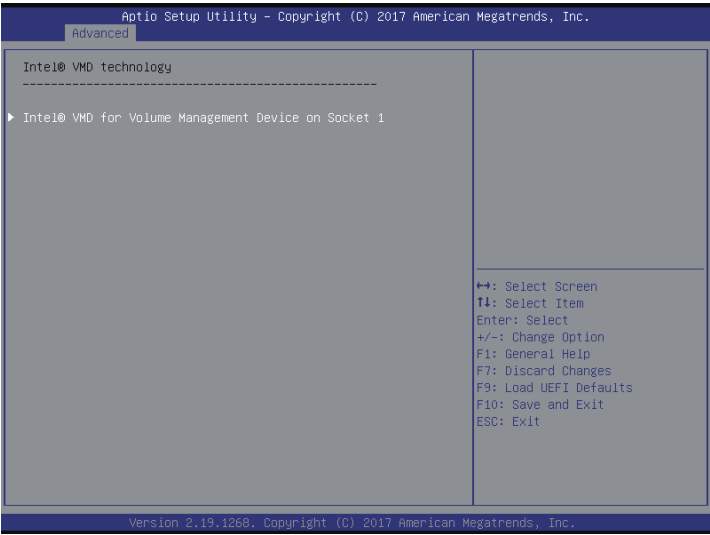 Aptio Setup Utility – Copyright (C) 2017 American Megatrends, Inc.
Advanced
Intel® VMD technology
--------------------------------------------------
▶ Intel® VMD for Volume Management Device on Socket 1
↔: Select Screen
↑↓: Select Item
Enter: Select
+/-: Change Option
F1: General Help
F7: Discard Changes
F9: Load UEFI Defaults
F10: Save and Exit
ESC: Exit
Version 2.19.1268. Copyright (C) 2017 American Megatrends, Inc.